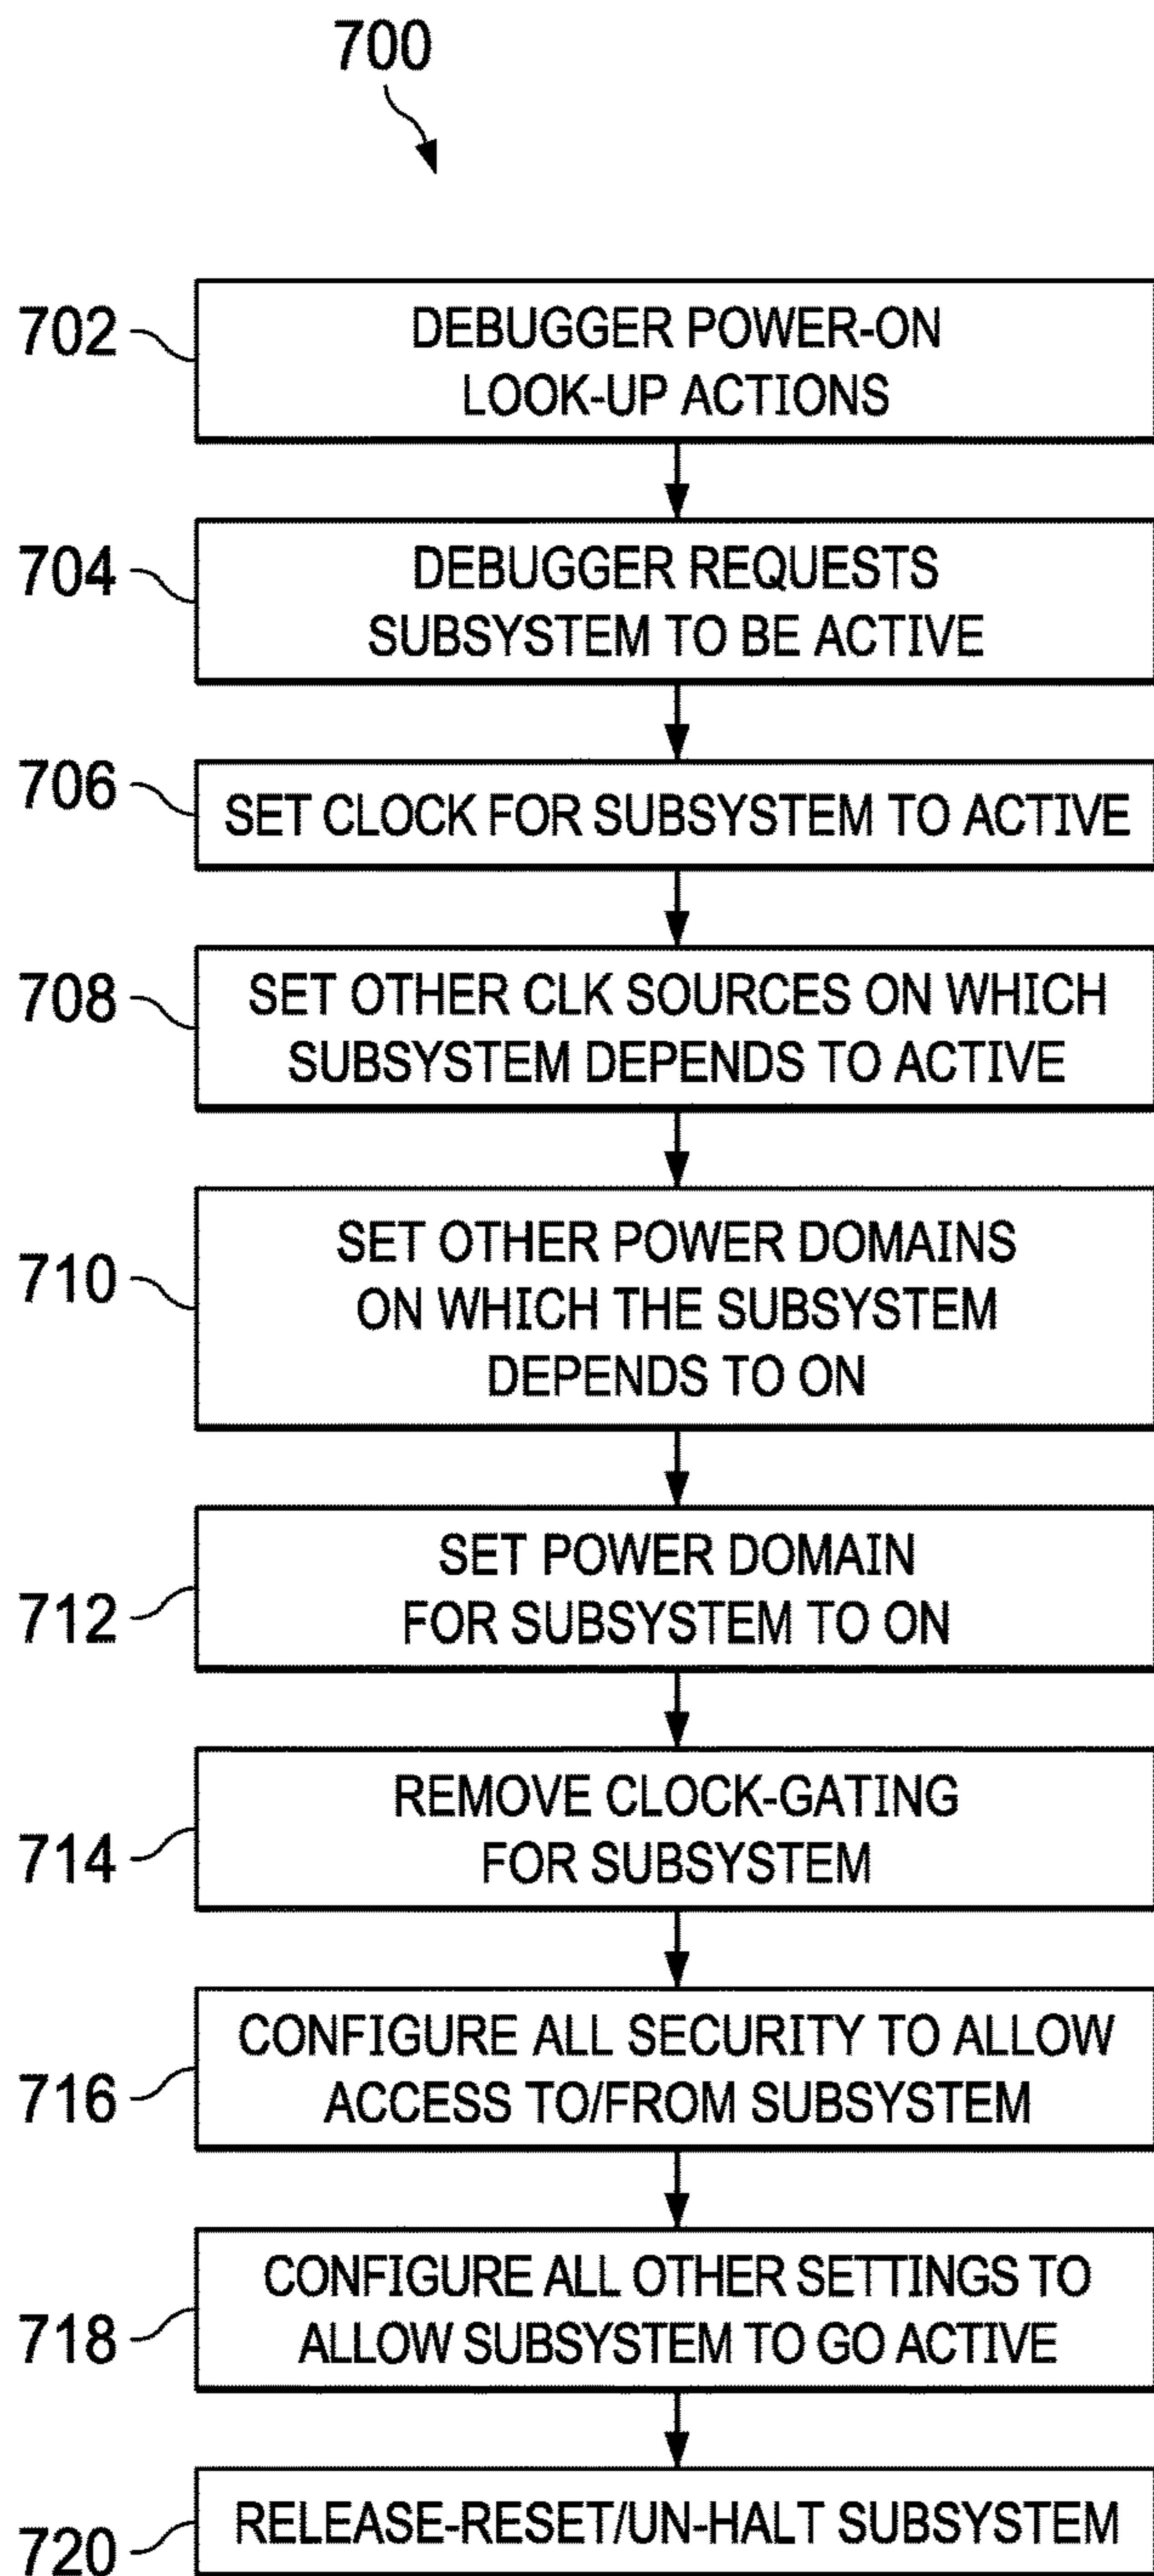 700
702
DEBUGGER POWER-ON
LOOK-UP ACTIONS
704
DEBUGGER REQUESTS
SUBSYSTEM TO BE ACTIVE
706
SET CLOCK FOR SUBSYSTEM TO ACTIVE
708
SET OTHER CLK SOURCES ON WHICH
SUBSYSTEM DEPENDS TO ACTIVE
710
SET OTHER POWER DOMAINS
ON WHICH THE SUBSYSTEM
DEPENDS TO ON
712
SET POWER DOMAIN
FOR SUBSYSTEM TO ON
714
REMOVE CLOCK-GATING
FOR SUBSYSTEM
716
CONFIGURE ALL SECURITY TO ALLOW
ACCESS TO/FROM SUBSYSTEM
718
CONFIGURE ALL OTHER SETTINGS TO
ALLOW SUBSYSTEM TO GO ACTIVE
720
RELEASE-RESET/UN-HALT SUBSYSTEM